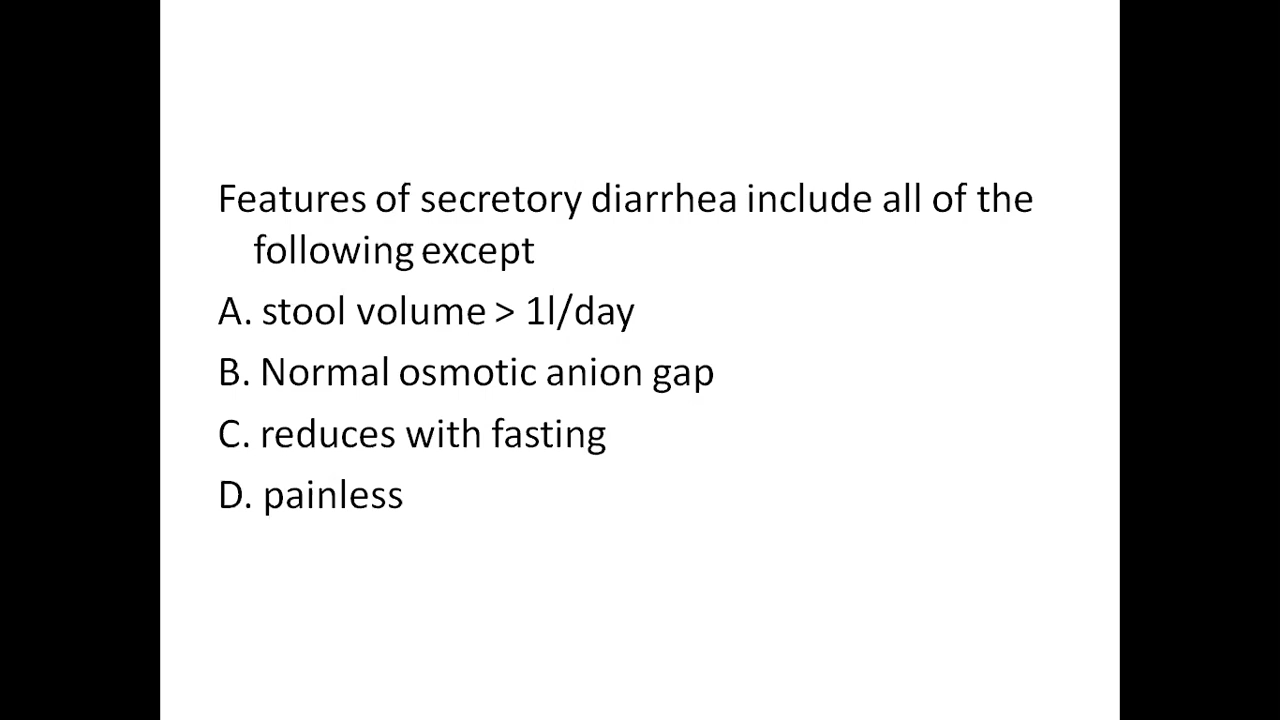 Features of secretory diarrhea include all of the
following except
A. stool volume > 1l/day
B. Normal osmotic anion gap
C. reduces with fasting
D. painless